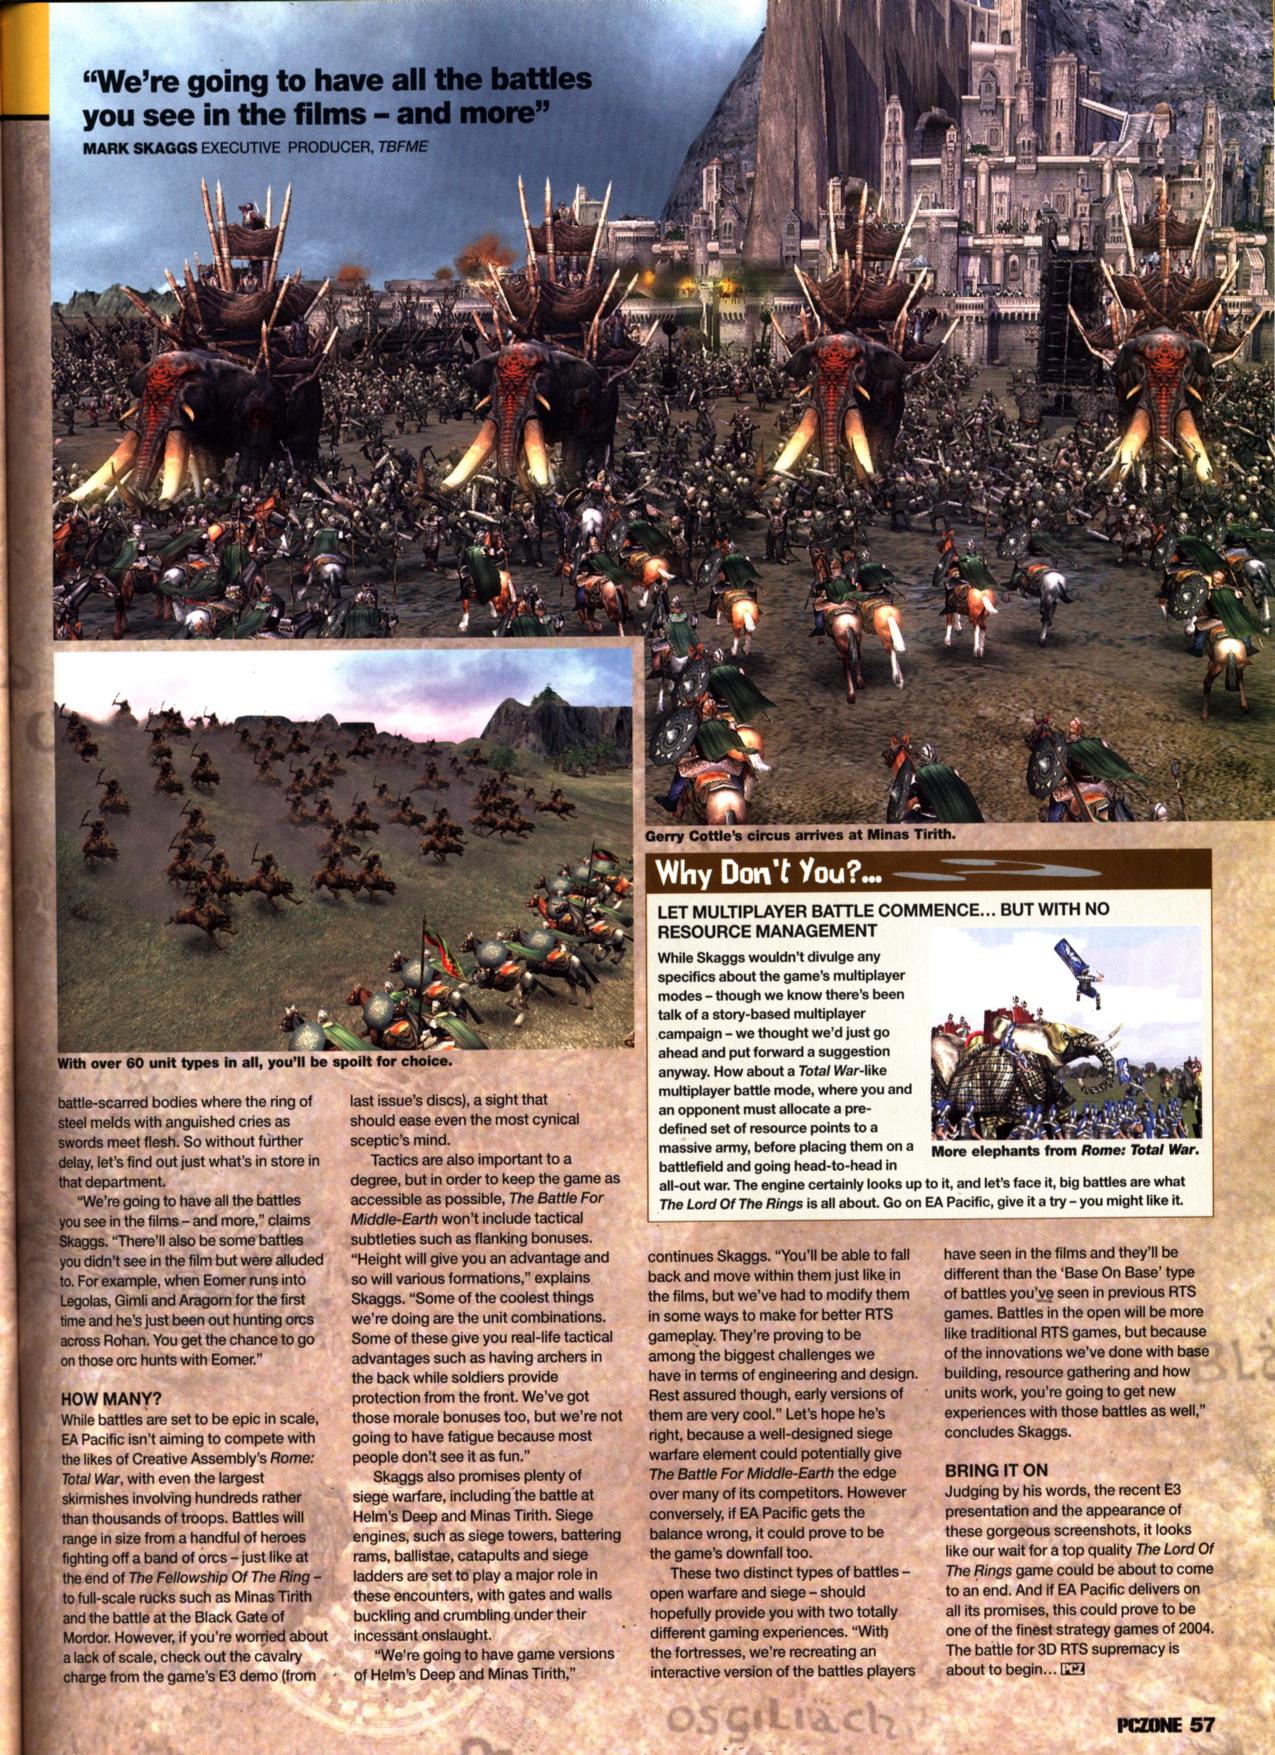 “We’re going to have all the battles
you see in the films – and more”
MARK SKAGGS EXECUTIVE PRODUCER, TBFME
Gerry Cottle’s circus arrives at Minas Tirith.
With over 60 unit types in all, you’ll be spoilt for choice.
Why Don't You?...
LET MULTIPLAYER BATTLE COMMENCE... BUT WITH NO
RESOURCE MANAGEMENT
While Skaggs wouldn’t divulge any
specifics about the game’s multiplayer
modes – though we know there’s been
talk of a story-based multiplayer
campaign – we thought we’d just go
ahead and put forward a suggestion
anyway. How about a Total War-like
multiplayer battle mode, where you and
an opponent must allocate a pre-
defined set of resource points to a
massive army, before placing them on a
battlefield and going head-to-head in
all-out war. The engine certainly looks up to it, and let’s face it, big battles are what
The Lord Of The Rings is all about. Go on EA Pacific, give it a try – you might like it.
More elephants from Rome: Total War.
battle-scarred bodies where the ring of
steel melds with anguished cries as
swords meet flesh. So without further
delay, let’s find out just what’s in store in
that department.
“We’re going to have all the battles
you see in the films – and more,” claims
Skaggs. “There’ll also be some battles
you didn’t see in the film but were alluded
to. For example, when Eomer runs into
Legolas, Gimli and Aragorn for the first
time and he’s just been out hunting orcs
across Rohan. You get the chance to go
on those orc hunts with Eomer.”
HOW MANY?
While battles are set to be epic in scale,
EA Pacific isn’t aiming to compete with
the likes of Creative Assembly’s Rome:
Total War, with even the largest
skirmishes involving hundreds rather
than thousands of troops. Battles will
range in size from a handful of heroes
fighting off a band of orcs – just like at
the end of The Fellowship Of The Ring –
to full-scale rucks such as Minas Tirith
and the battle at the Black Gate of
Mordor. However, if you’re worried about
a lack of scale, check out the cavalry
charge from the game’s E3 demo (from
last issue’s discs), a sight that
should ease even the most cynical
sceptic’s mind.
Tactics are also important to a
degree, but in order to keep the game as
accessible as possible, The Battle For
Middle-Earth won’t include tactical
subtleties such as flanking bonuses.
“Height will give you an advantage and
so will various formations,” explains
Skaggs. “Some of the coolest things
we’re doing are the unit combinations.
Some of these give you real-life tactical
advantages such as having archers in
the back while soldiers provide
protection from the front. We’ve got
those morale bonuses too, but we’re not
going to have fatigue because most
people don’t see it as fun.”
Skaggs also promises plenty of
siege warfare, including the battle at
Helm’s Deep and Minas Tirith. Siege
engines, such as siege towers, battering
rams, ballistae, catapults and siege
ladders are set to play a major role in
these encounters, with gates and walls
buckling and crumbling under their
incessant onslaught.
“We’re going to have game versions
of Helm’s Deep and Minas Tirith,”
continues Skaggs. “You’ll be able to fall
back and move within them just like in
the films, but we’ve had to modify them
in some ways to make for better RTS
gameplay. They’re proving to be
among the biggest challenges we
have in terms of engineering and design.
Rest assured though, early versions of
them are very cool.” Let’s hope he’s
right, because a well-designed siege
warfare element could potentially give
The Battle For Middle-Earth the edge
over many of its competitors. However
conversely, if EA Pacific gets the
balance wrong, it could prove to be
the game’s downfall too.
These two distinct types of battles –
open warfare and siege – should
hopefully provide you with two totally
different gaming experiences. “With
the fortresses, we’re recreating an
interactive version of the battles players
have seen in the films and they’ll be
different than the ‘Base On Base’ type
of battles you’ve seen in previous RTS
games. Battles in the open will be more
like traditional RTS games, but because
of the innovations we’ve done with base
building, resource gathering and how
units work, you’re going to get new
experiences with those battles as well,”
concludes Skaggs.
BRING IT ON
Judging by his words, the recent E3
presentation and the appearance of
these gorgeous screenshots, it looks
like our wait for a top quality The Lord Of
The Rings game could be about to come
to an end. And if EA Pacific delivers on
all its promises, this could prove to be
one of the finest strategy games of 2004.
The battle for 3D RTS supremacy is
about to begin... PCZ
osgiliach
PCZONE 57